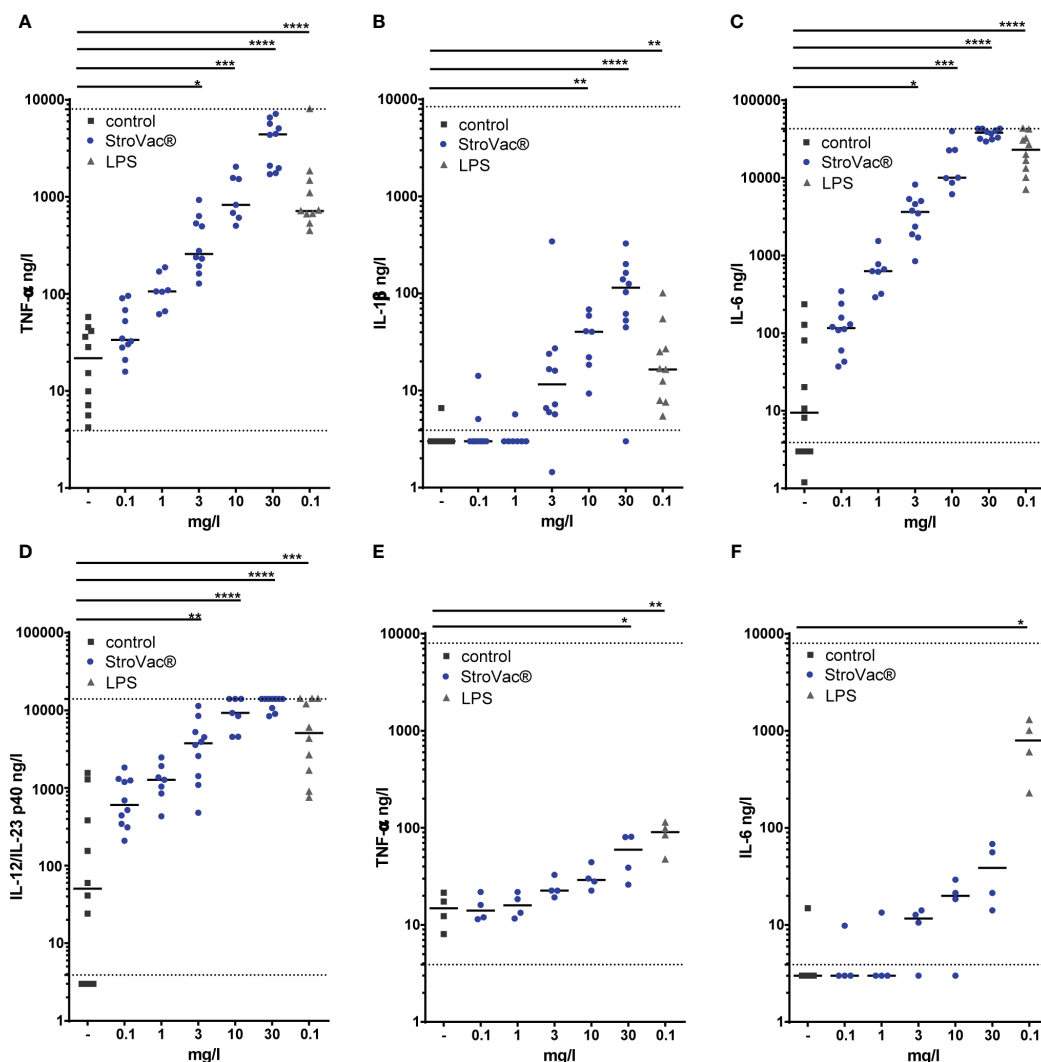 A
****
****
***
*
10000
1000
100
10
1
TNF-α ng/l
control
StroVac®
LPS
- 0.1 1 3 10 30 0.1
mg/l
B
**
****
**
10000
1000
100
10
1
IL-1β ng/l
control
StroVac®
LPS
- 0.1 1 3 10 30 0.1
mg/l
C
****
****
***
*
100000
10000
1000
100
10
1
IL-6 ng/l
control
StroVac®
LPS
- 0.1 1 3 10 30 0.1
mg/l
D
***
****
****
**
100000
10000
1000
100
10
1
IL-12/IL-23 p40 ng/l
control
StroVac®
LPS
- 0.1 1 3 10 30 0.1
mg/l
E
**
*
10000
1000
100
10
1
TNF-α ng/l
control
StroVac®
LPS
- 0.1 1 3 10 30 0.1
mg/l
F
*
10000
1000
100
10
1
IL-6 ng/l
control
StroVac®
LPS
- 0.1 1 3 10 30 0.1
mg/l